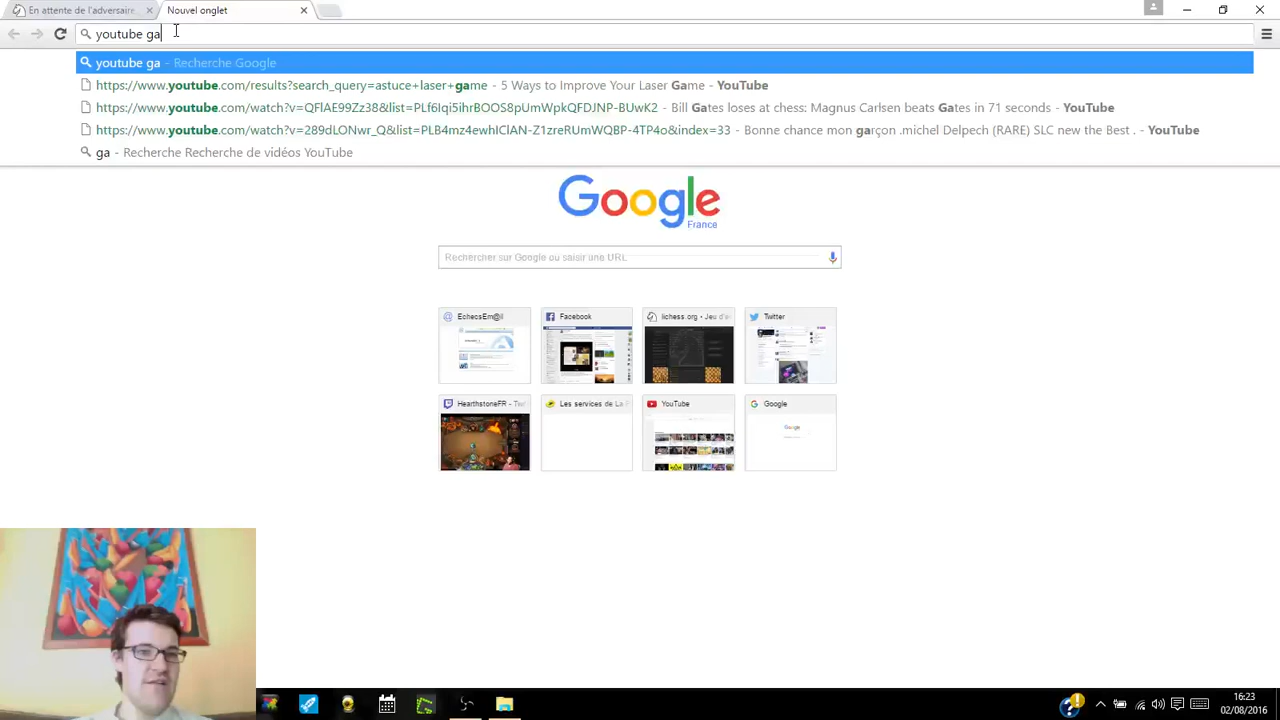 En attente de l'adversaire
Nouvel onglet
youtube ga
youtube ga - Recherche Google
https://www.youtube.com/results?search_query=astuce+laser+game - 5 Ways to Improve Your Laser Game - YouTube
https://www.youtube.com/watch?v=QFlAE99Zz38&list=PLf6Iqi5ihrBOOS8pUmWpkQFDJNP-BUwK2 - Bill Gates loses at chess: Magnus Carlsen beats Gates in 71 seconds - YouTube
https://www.youtube.com/watch?v=289dLONwr_Q&list=PLB4mz4ewhIClAN-Z1zreRUmWQBP-4TP4o&index=33 - Bonne chance mon garçon .michel Delpech (RARE) SLC new the Best . - YouTube
ga - Recherche Recherche de vidéos YouTube
Google
France
Rechercher sur Google ou saisir une URL
EchecsEm@il
Facebook
lichess.org • Jeu d'
Twitter
HearthstoneFR -
Les services de La
YouTube
Google
16:23
02/08/2016